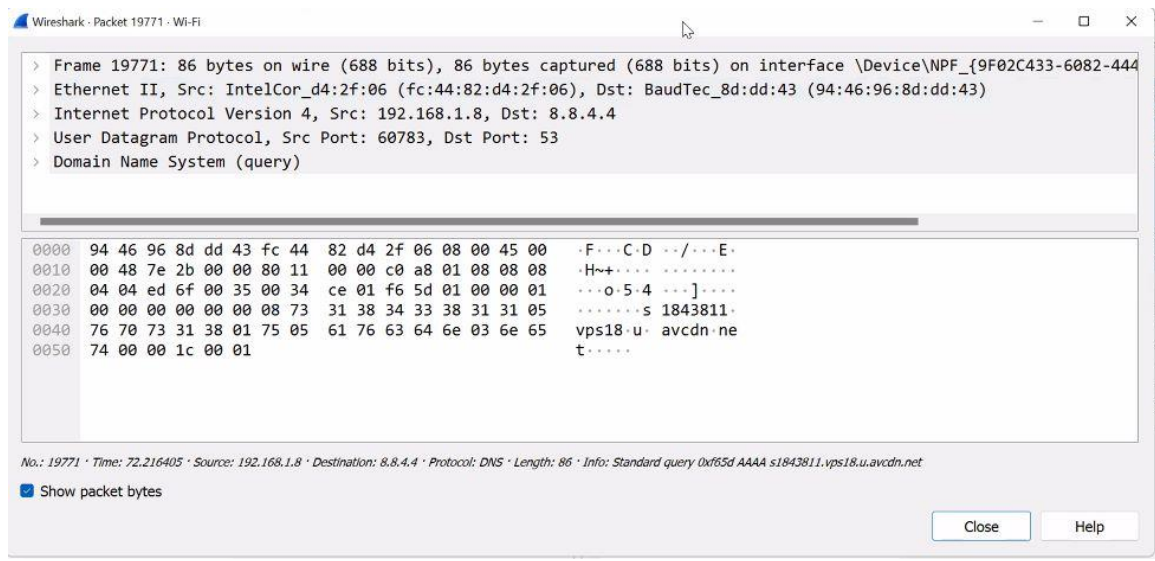 Wireshark · Packet 19771 · Wi-Fi
> Frame 19771: 86 bytes on wire (688 bits), 86 bytes captured (688 bits) on interface \Device\NPF_{9F02C433-6082-444
> Ethernet II, Src: IntelCor_d4:2f:06 (fc:44:82:d4:2f:06), Dst: BaudTec_8d:dd:43 (94:46:96:8d:dd:43)
> Internet Protocol Version 4, Src: 192.168.1.8, Dst: 8.8.4.4
> User Datagram Protocol, Src Port: 60783, Dst Port: 53
> Domain Name System (query)
0000 94 46 96 8d dd 43 fc 44 82 d4 2f 06 08 00 45 00 ·F···C·D ··/···E·
0010 00 48 7e 2b 00 00 80 11 00 00 c0 a8 01 08 08 08 ·H~+···· ········
0020 04 04 ed 6f 00 35 00 34 ce 01 f6 5d 01 00 00 01 ···o·5·4 ···]····
0030 00 00 00 00 00 00 08 73 31 38 34 33 38 31 31 05 ·······s 1843811·
0040 76 70 73 31 38 01 75 05 61 76 63 64 6e 03 6e 65 vps18·u· avcdn·ne
0050 74 00 00 1c 00 01 t·····
No.: 19771 · Time: 72.216405 · Source: 192.168.1.8 · Destination: 8.8.4.4 · Protocol: DNS · Length: 86 · Info: Standard query 0xf65d AAAA s1843811.vps18.u.avcdn.net
Show packet bytes
Close Help